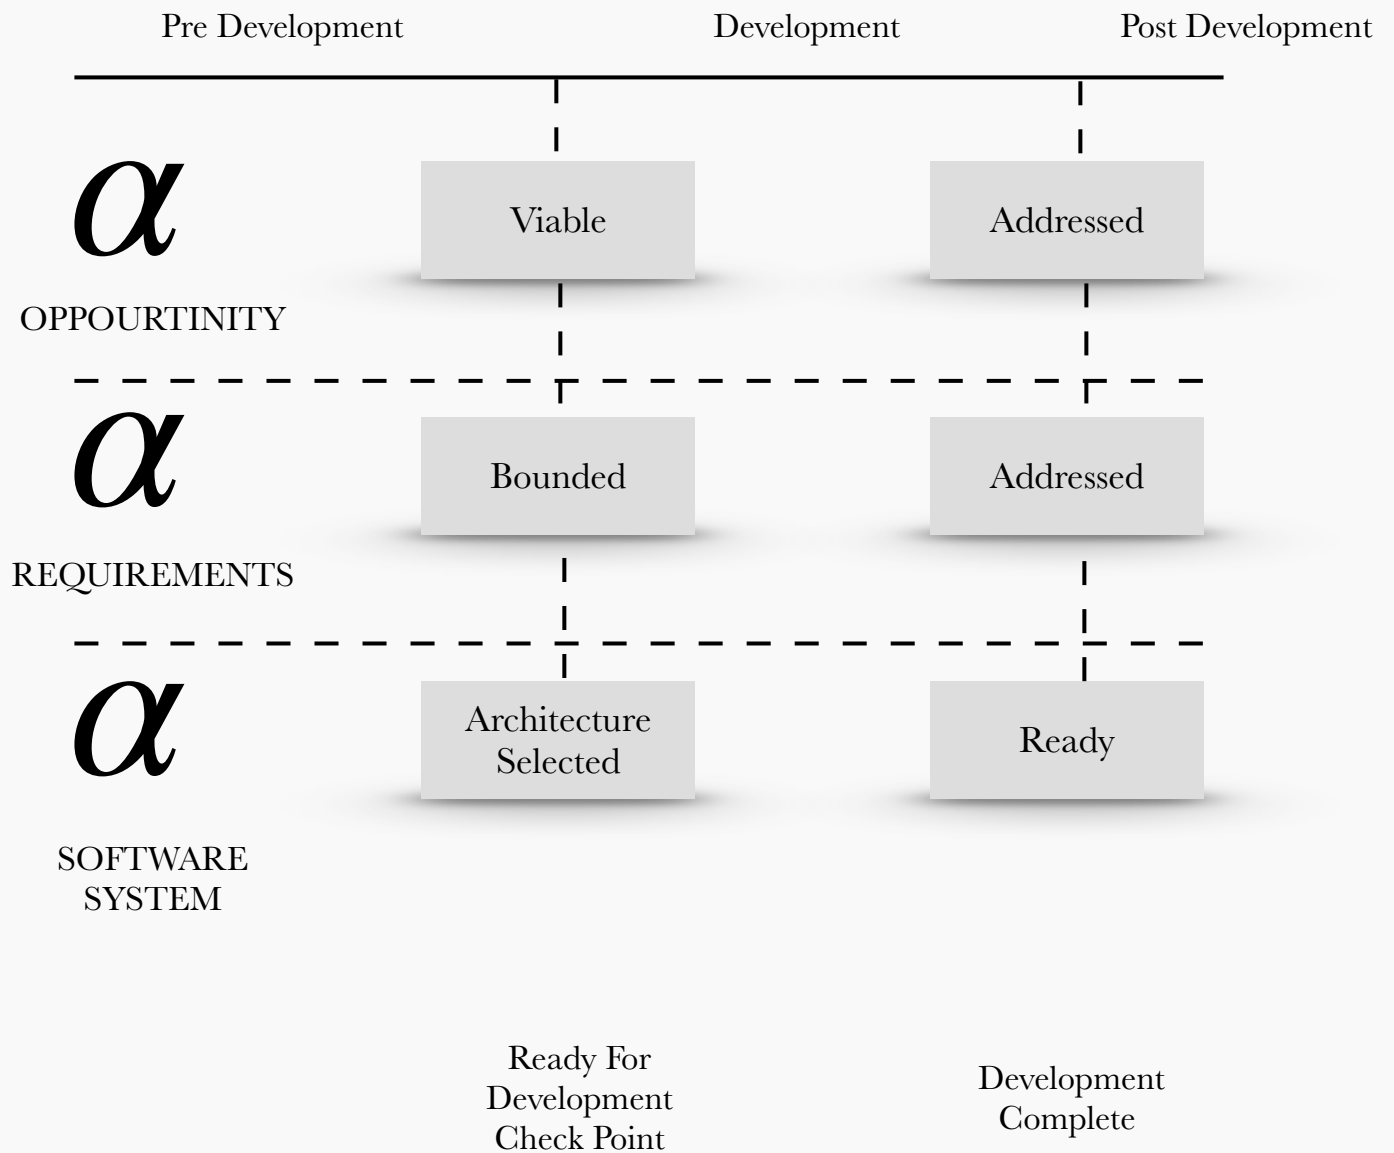 Pre Development
Development
Post Development
α
Viable
Addressed
OPPOURTINITY
α
Bounded
Addressed
REQUIREMENTS
α
Architecture
Selected
Ready
SOFTWARE
SYSTEM
Ready For
Development
Check Point
Development
Complete